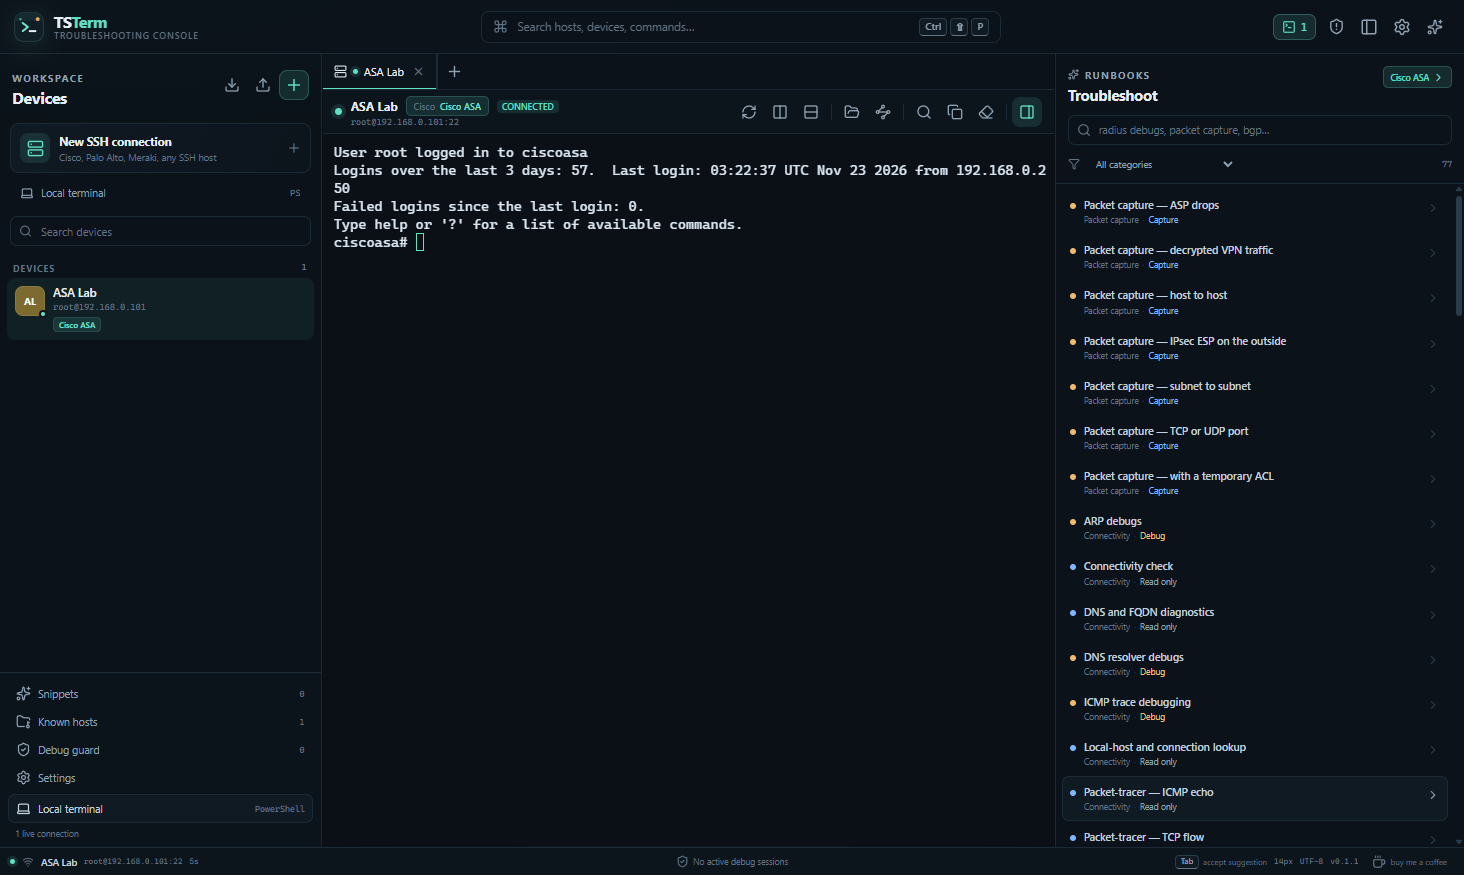 TSTerm
TROUBLESHOOTING CONSOLE
Search hosts, devices, commands...
Ctrl
P
1
WORKSPACE
Devices
New SSH connection
Cisco, Palo Alto, Meraki, any SSH host
Local terminal
PS
Search devices
DEVICES
1
AL
ASA Lab
root@192.168.0.101
Cisco ASA
Snippets
0
Known hosts
1
Debug guard
0
Settings
Local terminal
PowerShell
1 live connection
ASA Lab
ASA Lab
Cisco Cisco ASA
CONNECTED
root@192.168.0.101:22
User root logged in to ciscoasa
Logins over the last 3 days: 57.  Last login: 03:22:37 UTC Nov 23 2026 from 192.168.0.2
50
Failed logins since the last login: 0.
Type help or '?' for a list of available commands.
ciscoasa#
RUNBOOKS
Troubleshoot
Cisco ASA
radius debugs, packet capture, bgp...
All categories
77
Packet capture — ASP drops
Packet capture · Capture
Packet capture — decrypted VPN traffic
Packet capture · Capture
Packet capture — host to host
Packet capture · Capture
Packet capture — IPsec ESP on the outside
Packet capture · Capture
Packet capture — subnet to subnet
Packet capture · Capture
Packet capture — TCP or UDP port
Packet capture · Capture
Packet capture — with a temporary ACL
Packet capture · Capture
ARP debugs
Connectivity · Debug
Connectivity check
Connectivity · Read only
DNS and FQDN diagnostics
Connectivity · Read only
DNS resolver debugs
Connectivity · Debug
ICMP trace debugging
Connectivity · Debug
Local-host and connection lookup
Connectivity · Read only
Packet-tracer — ICMP echo
Connectivity · Read only
Packet-tracer — TCP flow
ASA Lab
root@192.168.0.101:22
5s
No active debug sessions
Tab
accept suggestion
14px
UTF-8
v0.1.1
buy me a coffee